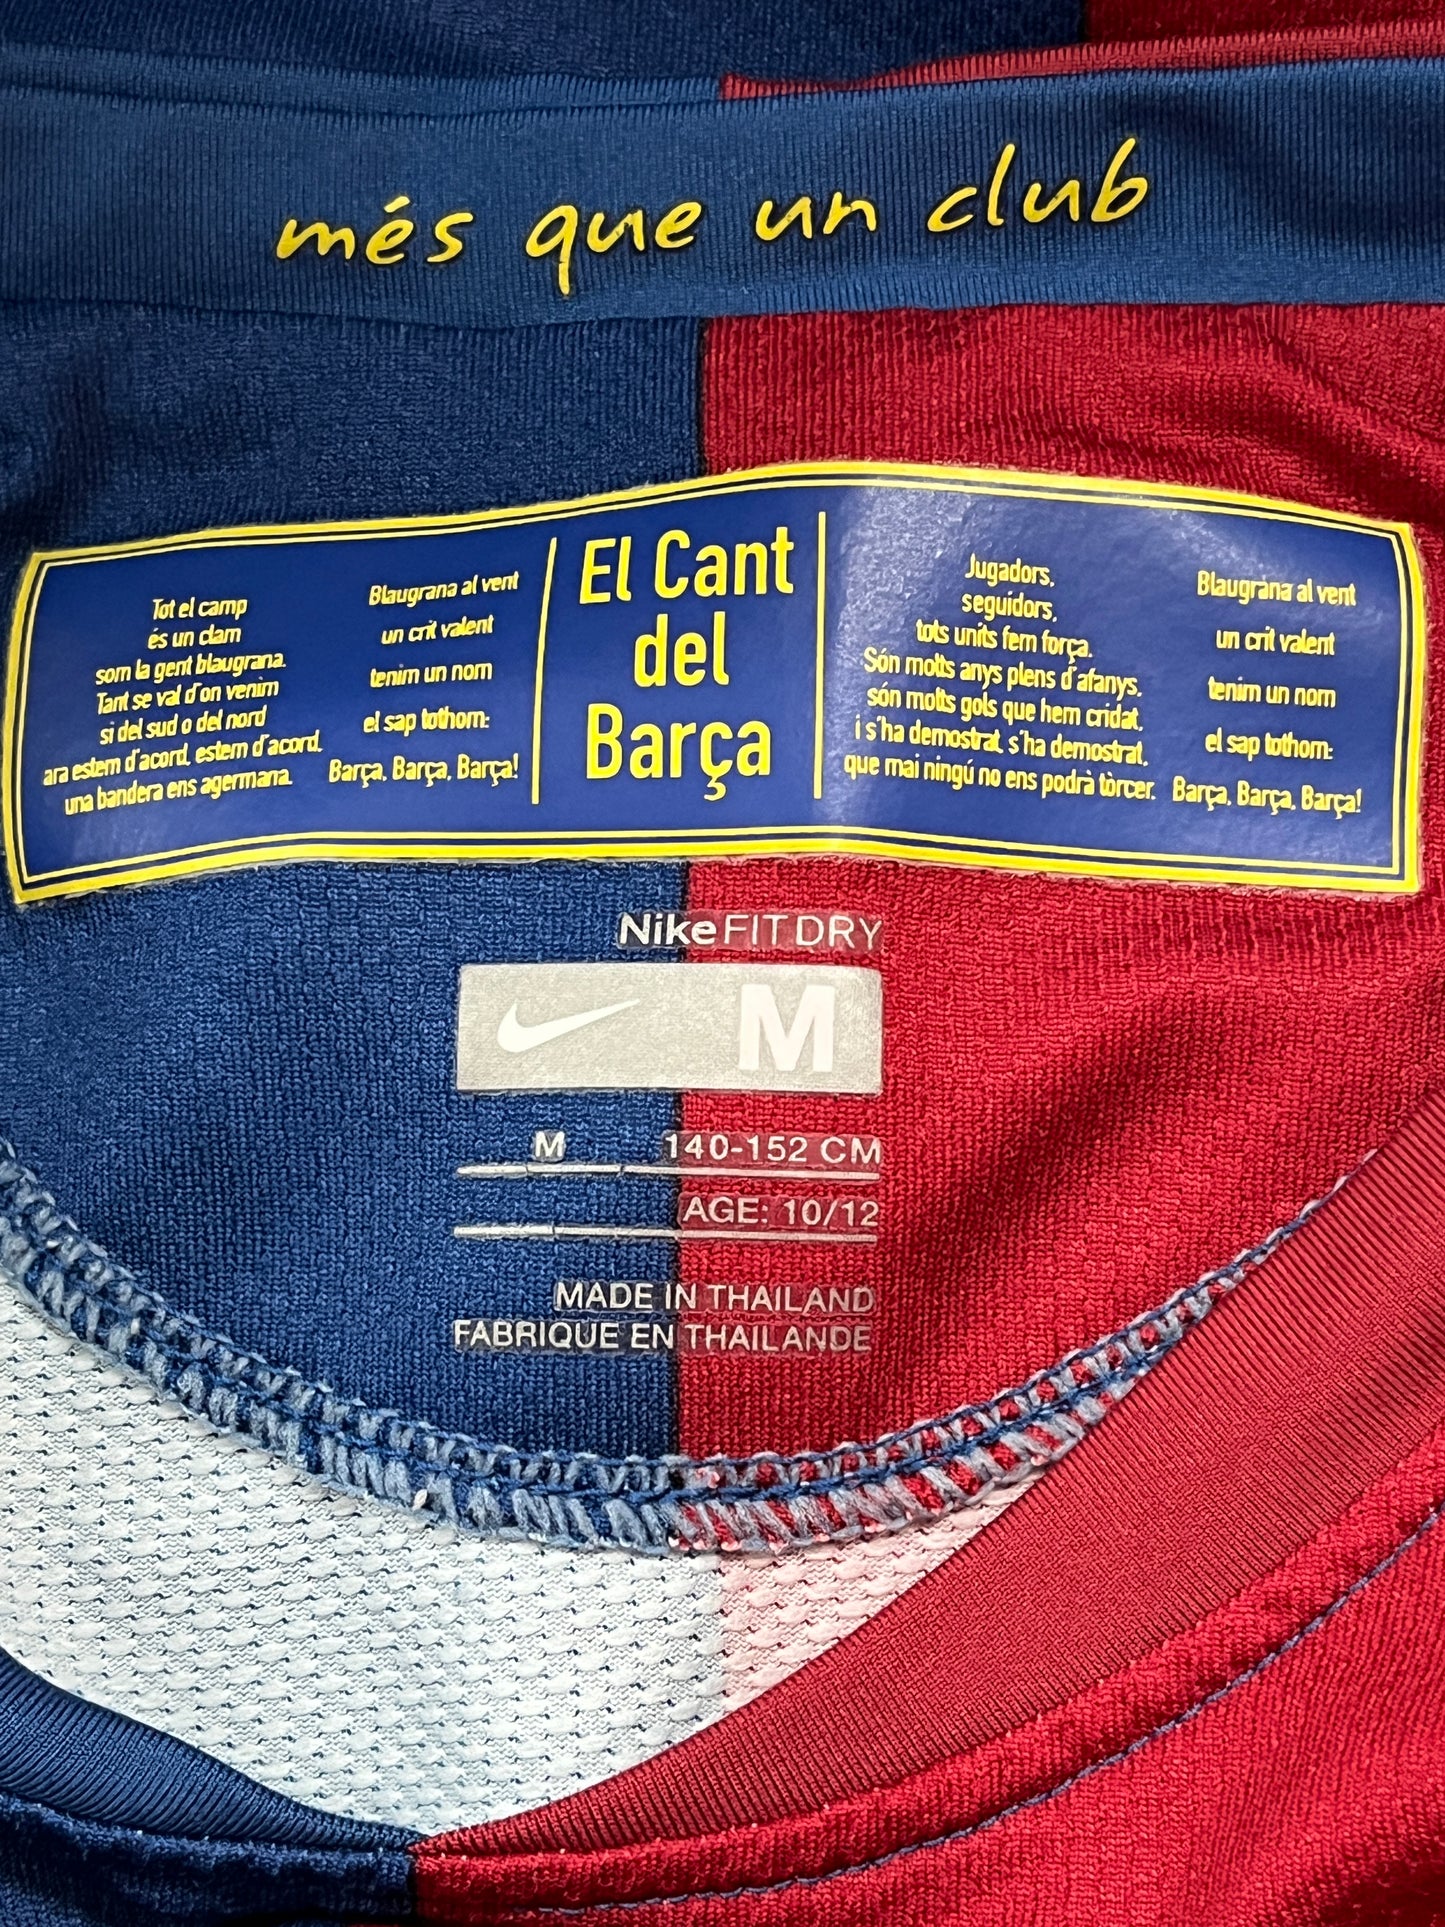 més que un club
Tot el camp
és un clam
som la gent blaugrana.
Tant se val d'on venim
si del sud o del nord
ara estem d'acord, estem d'acord,
una bandera ens agermana.
Blaugrana al vent
un crit valent
tenim un nom
el sap tothom:
Barça, Barça, Barça!
El Cant
del
Barça
Jugadors,
seguidors,
tots units fem força.
Són molts anys plens d'afanys,
són molts gols que hem cridat,
i s'ha demostrat, s'ha demostrat,
que mai ningú no ens podrà tòrcer.
Blaugrana al vent
un crit valent
tenim un nom
el sap tothom:
Barça, Barça, Barça!
NikeFIT DRY
M
M 140-152 CM
AGE: 10/12
MADE IN THAILAND
FABRIQUE EN THAILANDE